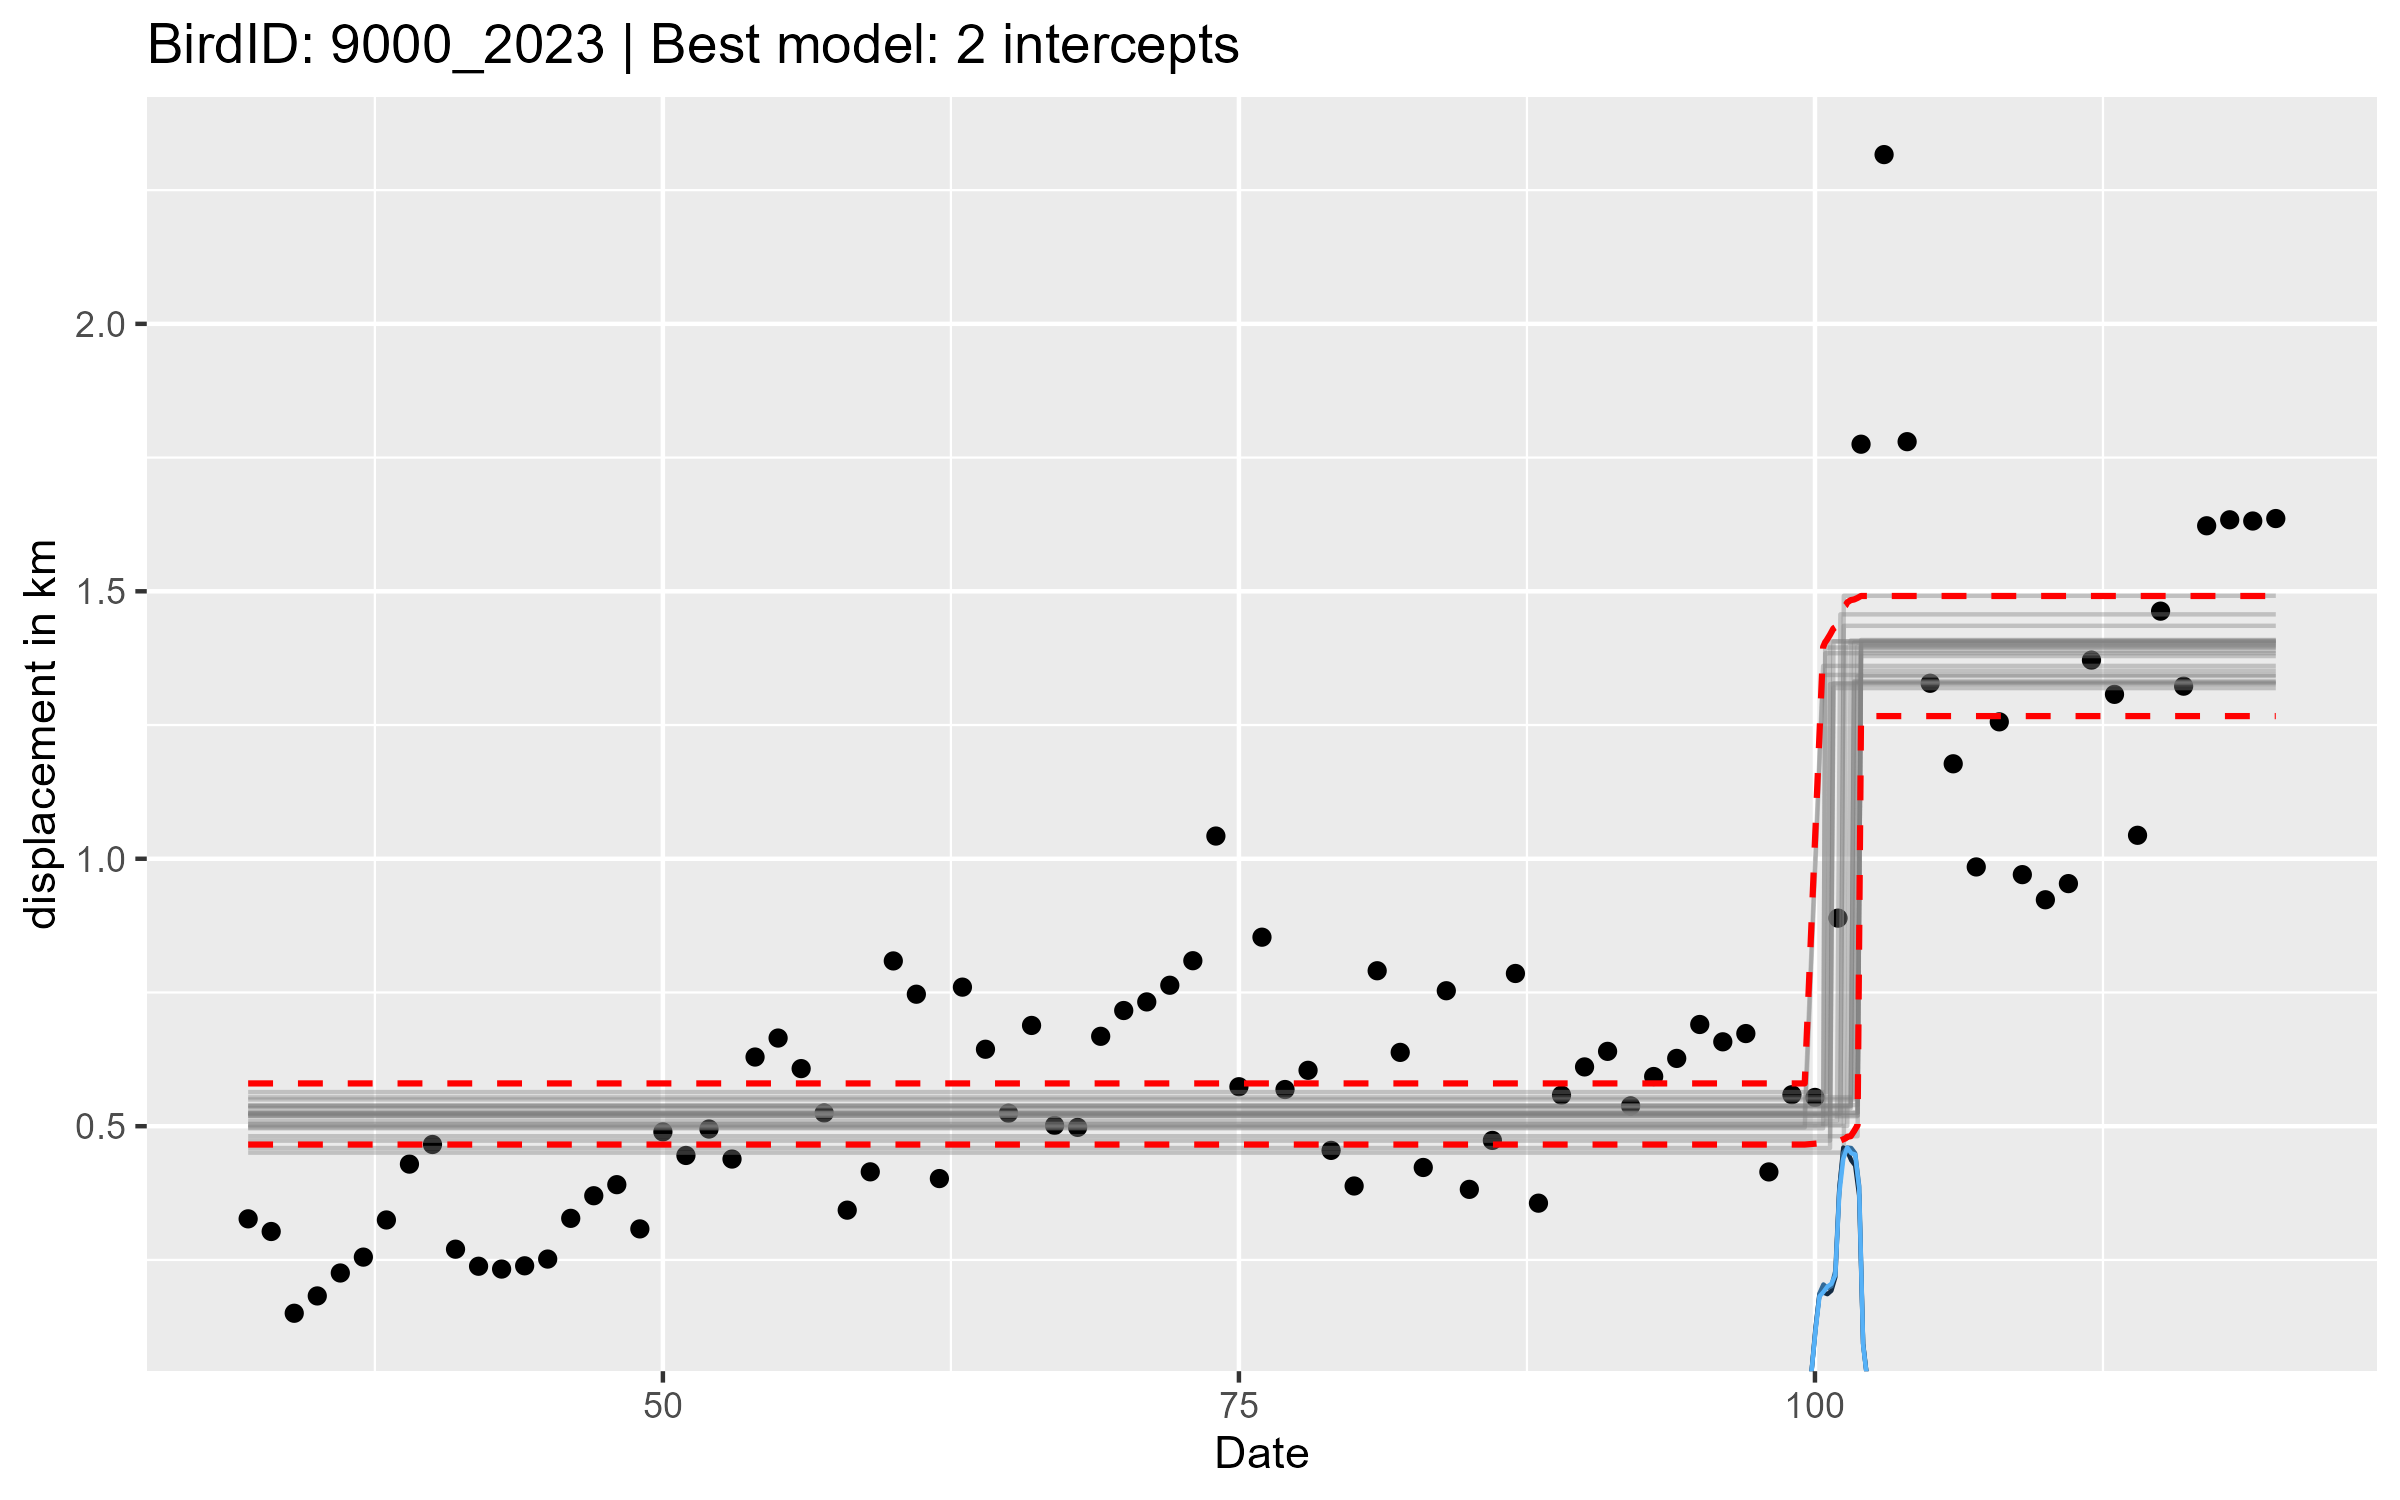 BirdID: 9000_2023 | Best model: 2 intercepts
displacement in km
2.0
1.5
1.0
0.5
50
75
100
Date